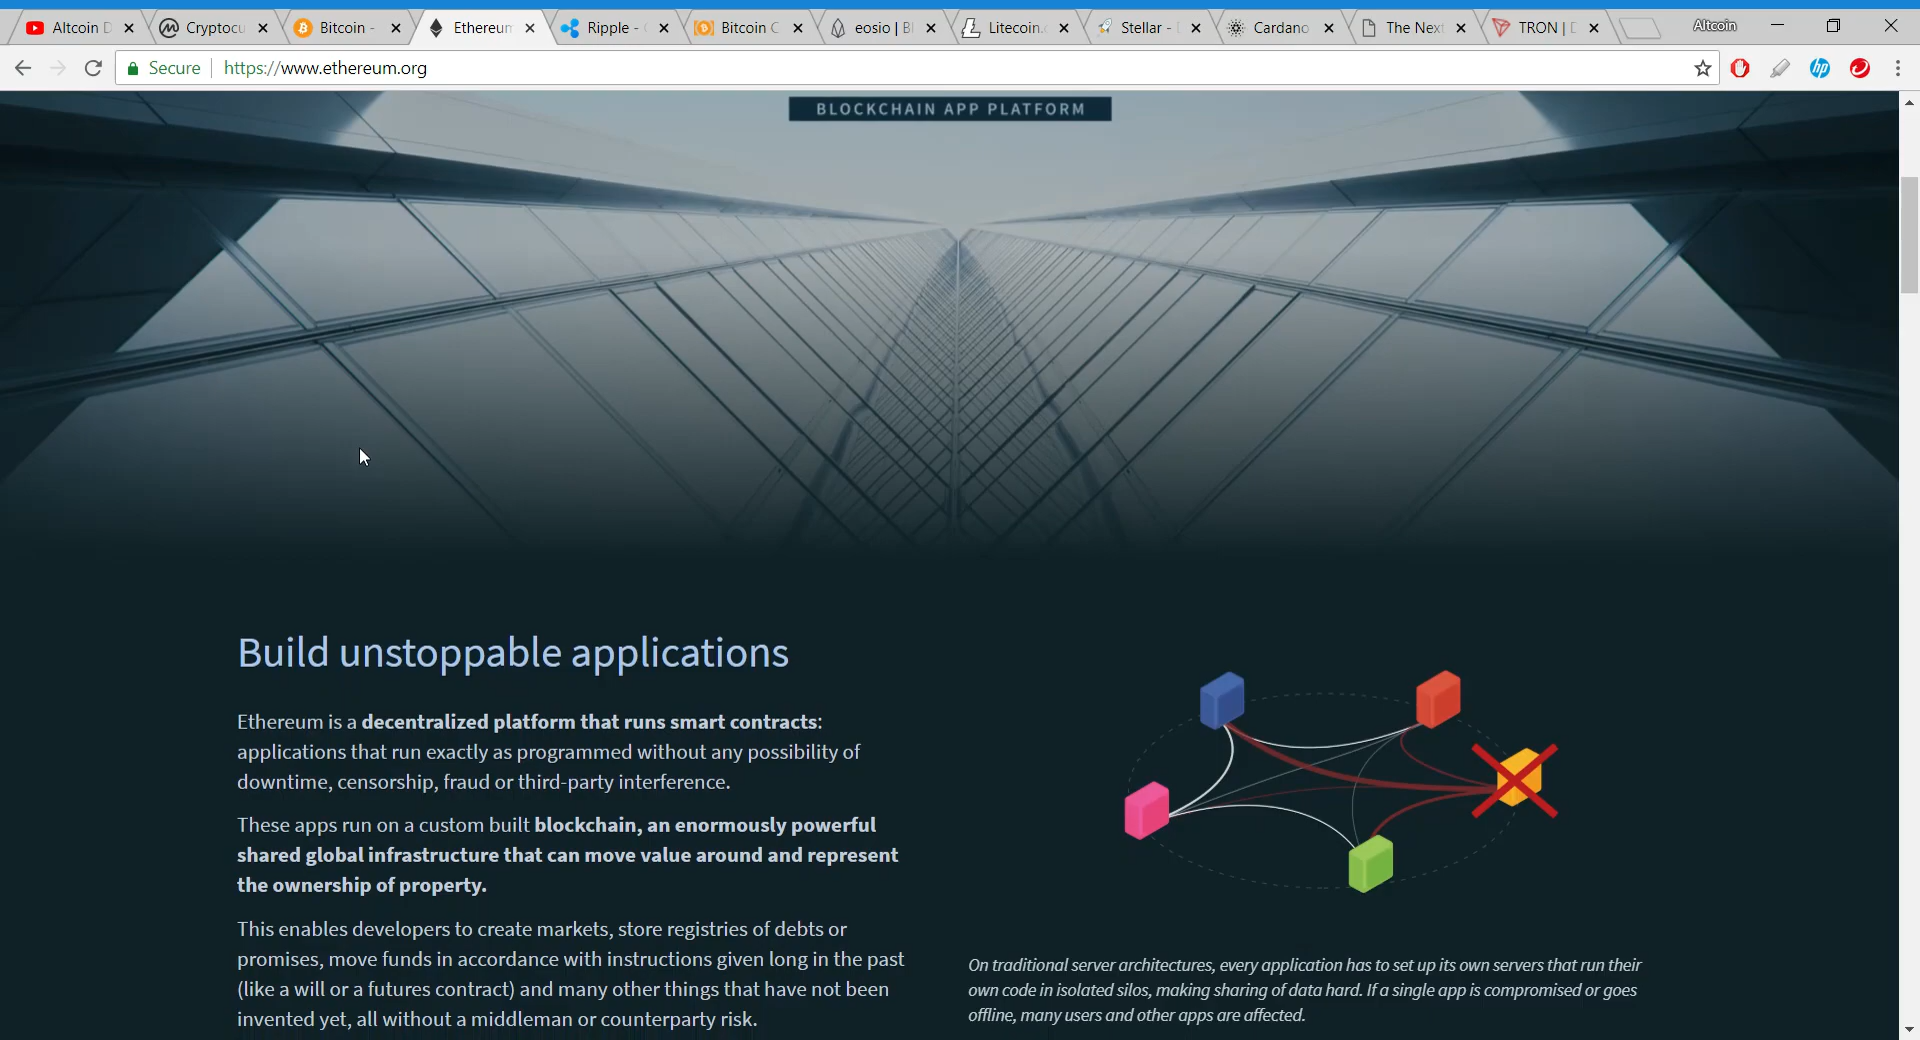 Altcoin D
Cryptocu
Bitcoin -
Ethereum
Ripple -
Bitcoin C
eosio | Bl
Litecoin.
Stellar -
Cardano
The Next
TRON | D
Altcoin
Secure
https://www.ethereum.org
hp
BLOCKCHAIN APP PLATFORM
Build unstoppable applications
Ethereum is a decentralized platform that runs smart contracts:
applications that run exactly as programmed without any possibility of
downtime, censorship, fraud or third-party interference.
These apps run on a custom built blockchain, an enormously powerful
shared global infrastructure that can move value around and represent
the ownership of property.
This enables developers to create markets, store registries of debts or
promises, move funds in accordance with instructions given long in the past
(like a will or a futures contract) and many other things that have not been
invented yet, all without a middleman or counterparty risk.
On traditional server architectures, every application has to set up its own servers that run their
own code in isolated silos, making sharing of data hard. If a single app is compromised or goes
offline, many users and other apps are affected.